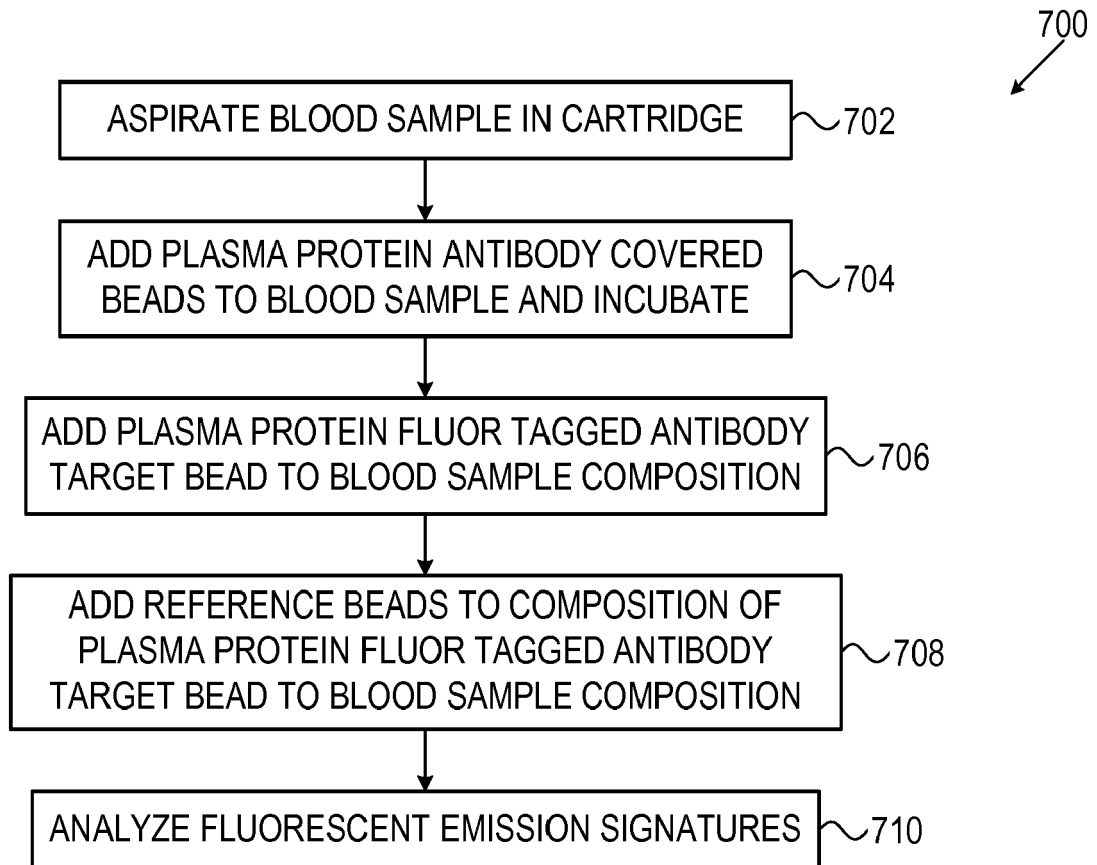 700
ASPIRATE BLOOD SAMPLE IN CARTRIDGE
702
ADD PLASMA PROTEIN ANTIBODY COVERED
BEADS TO BLOOD SAMPLE AND INCUBATE
704
ADD PLASMA PROTEIN FLUOR TAGGED ANTIBODY
TARGET BEAD TO BLOOD SAMPLE COMPOSITION
706
ADD REFERENCE BEADS TO COMPOSITION OF
PLASMA PROTEIN FLUOR TAGGED ANTIBODY
TARGET BEAD TO BLOOD SAMPLE COMPOSITION
708
ANALYZE FLUORESCENT EMISSION SIGNATURES
710